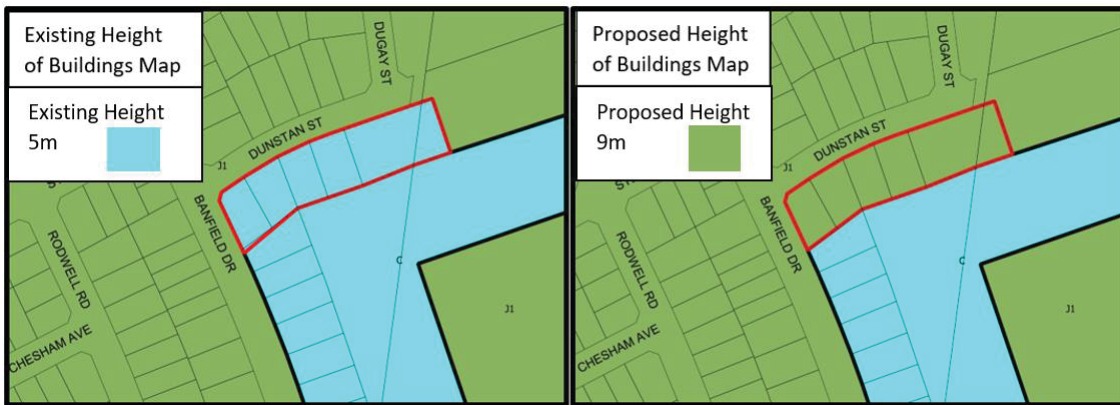 Existing Height
of Buildings Map
Existing Height
5m
DUGAY ST
DUNSTAN ST
J1
BANFIELD DR
RODWELL RD
CHESHAM AVE
C
J1
Proposed Height
of Buildings Map
Proposed Height
9m
DUGAY ST
DUNSTAN ST
J1
BANFIELD DR
RODWELL RD
CHESHAM AVE
C
J1